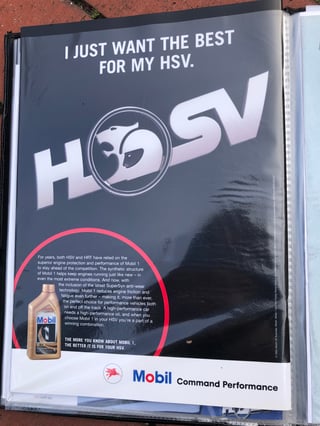 I JUST WANT THE BEST
FOR MY HSV.
HSV
For years, both HSV and HRT have relied on the
superior engine protection and performance of Mobil 1
to stay ahead of the competition. The synthetic structure
of Mobil 1 helps keep engines running just like new – in
even the most extreme conditions. And now, with
the inclusion of the latest SuperSyn anti-wear
technology, Mobil 1 reduces engine friction and
fatigue even further – making it, more than ever,
the perfect choice for performance vehicles both
on and off the track. A high-performance car
needs a high-performance oil, and when you
choose Mobil 1 in your HSV you're a part of a
winning combination.
Mobil
THE MORE YOU KNOW ABOUT MOBIL 1,
THE BETTER IT IS FOR YOUR HSV.
Mobil Command Performance